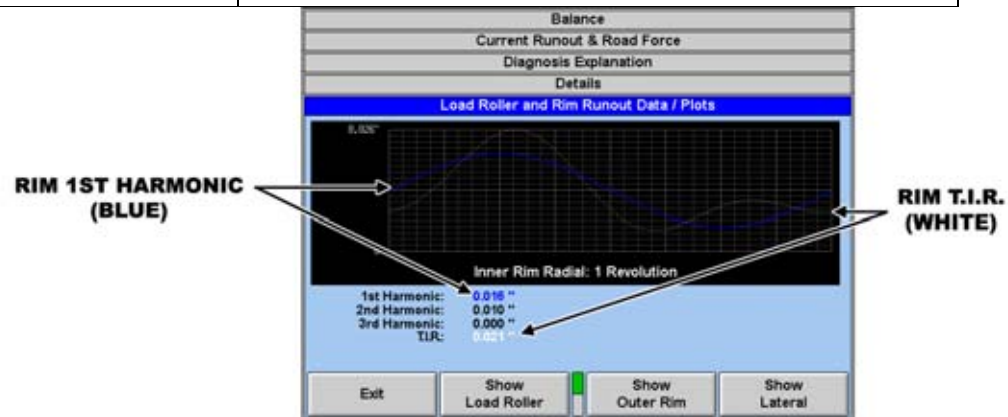 Balance
Current Runout & Road Force
Diagnosis Explanation
Details
Load Roller and Rim Runout Data / Plots
0.026"
RIM 1ST HARMONIC
(BLUE)
RIM T.I.R.
(WHITE)
Inner Rim Radial: 1 Revolution
1st Harmonic: 0.016 "
2nd Harmonic: 0.010 "
3rd Harmonic: 0.000 "
T.I.R.: 0.021 "
Exit
Show
Load Roller
Show
Outer Rim
Show
Lateral